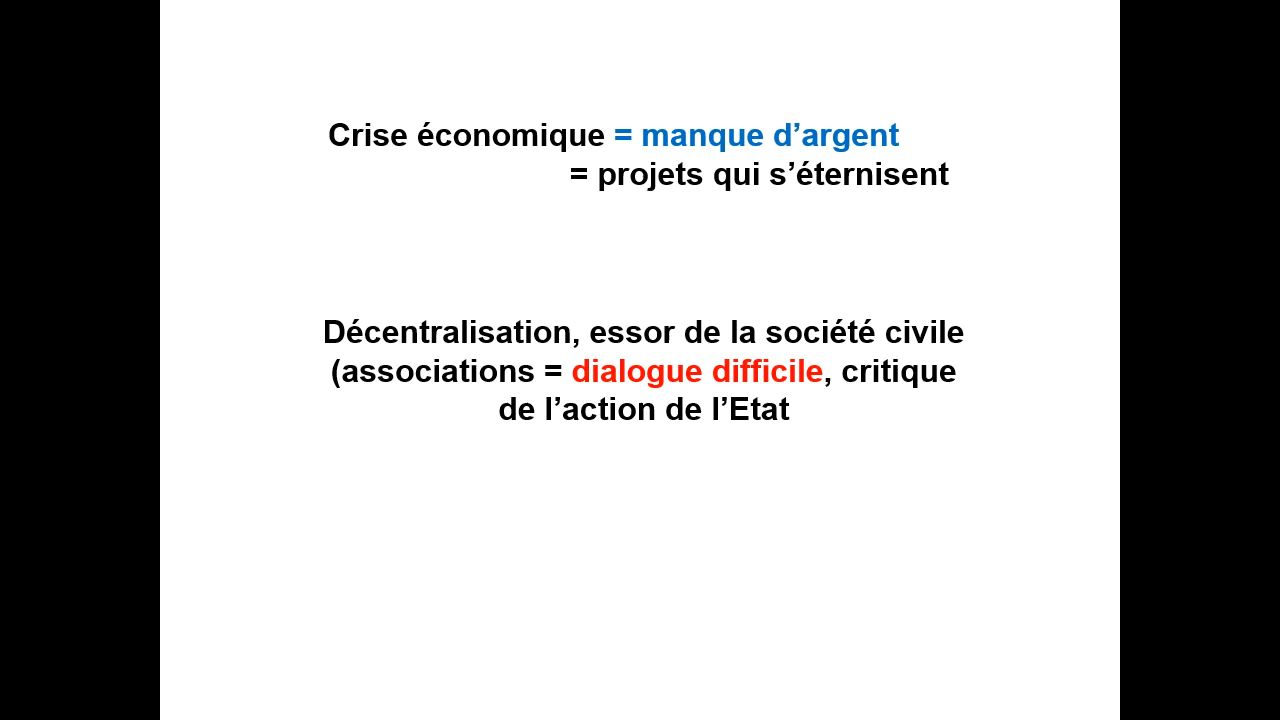 Crise économique = manque d’argent
= projets qui s’éternisent
Décentralisation, essor de la société civile
(associations = dialogue difficile, critique
de l’action de l’Etat